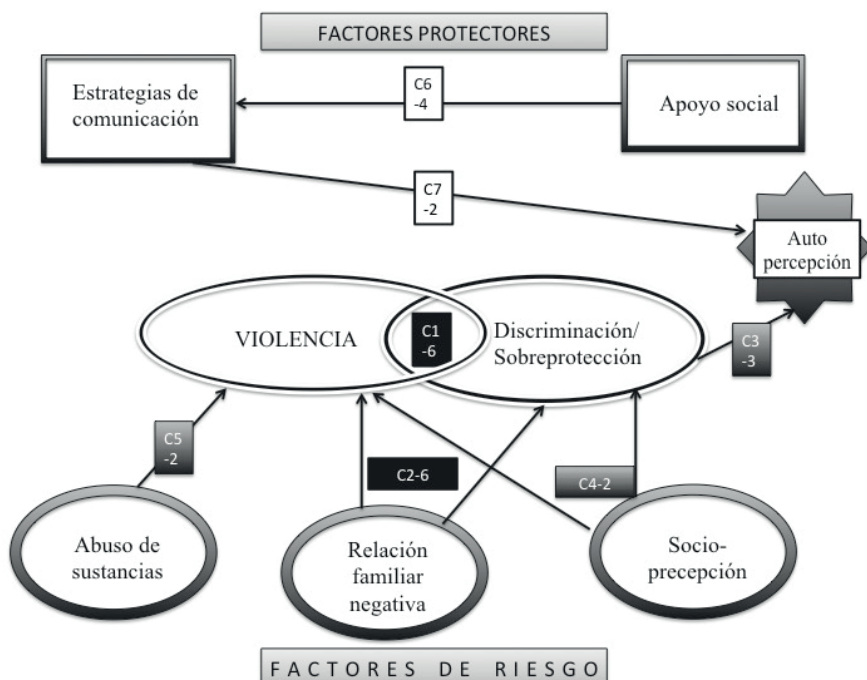 FACTORES PROTECTORES
Estrategias de
comunicación
C6
-4
Apoyo social
C7
-2
Auto
percepción
VIOLENCIA
C1
-6
Discriminación/
Sobreprotección
C3
-3
C5
-2
C2-6
C4-2
Abuso de
sustancias
Relación
familiar
negativa
Socio-
precepción
FACTORES DE RIESGO